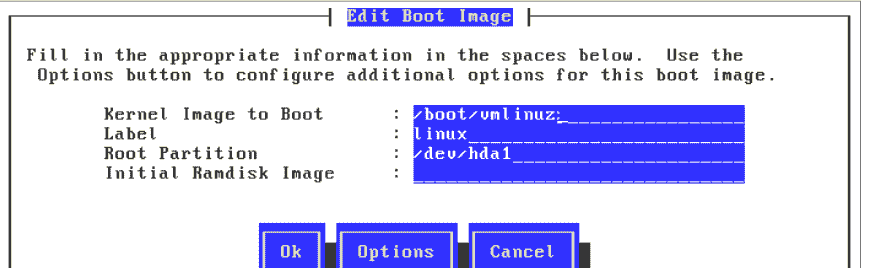 Edit Boot Image
Fill in the appropriate information in the spaces below. Use the
Options button to configure additional options for this boot image.
Kernel Image to Boot : /boot/vmlinuz:
Label : linux
Root Partition : /dev/hda1
Initial Ramdisk Image :
Ok Options Cancel